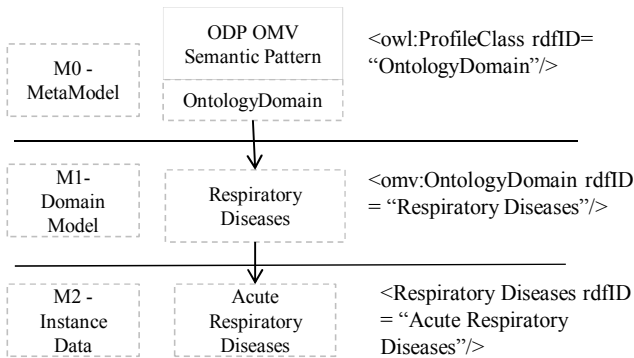 M0 -
MetaModel
ODP OMV
Semantic Pattern
OntologyDomain
<owl:ProfileClass rdfID=
“OntologyDomain”/>
M1-
Domain
Model
Respiratory
Diseases
<omv:OntologyDomain rdfID
= “Respiratory Diseases”/>
M2 -
Instance
Data
Acute
Respiratory
Diseases
<Respiratory Diseases rdfID
= “Acute Respiratory
Diseases”/>